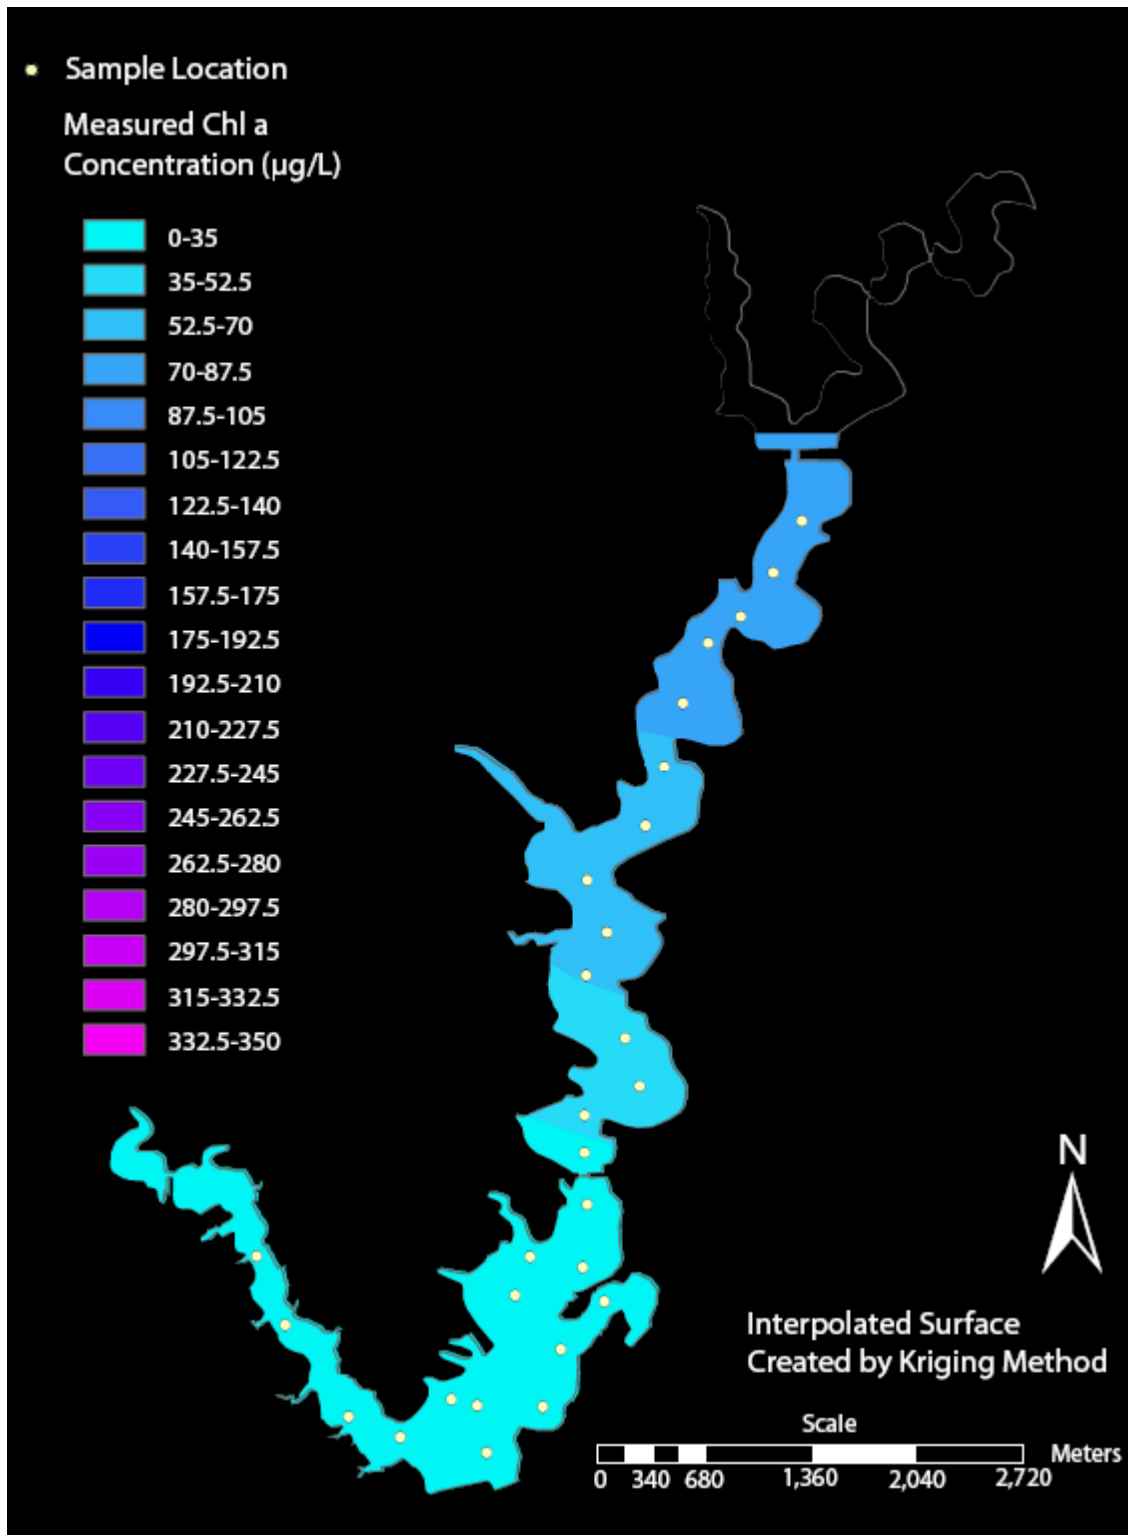 Sample Location
Measured Chl a
Concentration (µg/L)
0-35
35-52.5
52.5-70
70-87.5
87.5-105
105-122.5
122.5-140
140-157.5
157.5-175
175-192.5
192.5-210
210-227.5
227.5-245
245-262.5
262.5-280
280-297.5
297.5-315
315-332.5
332.5-350
N
Interpolated Surface
Created by Kriging Method
Scale
Meters
0 340 680 1,360 2,040 2,720